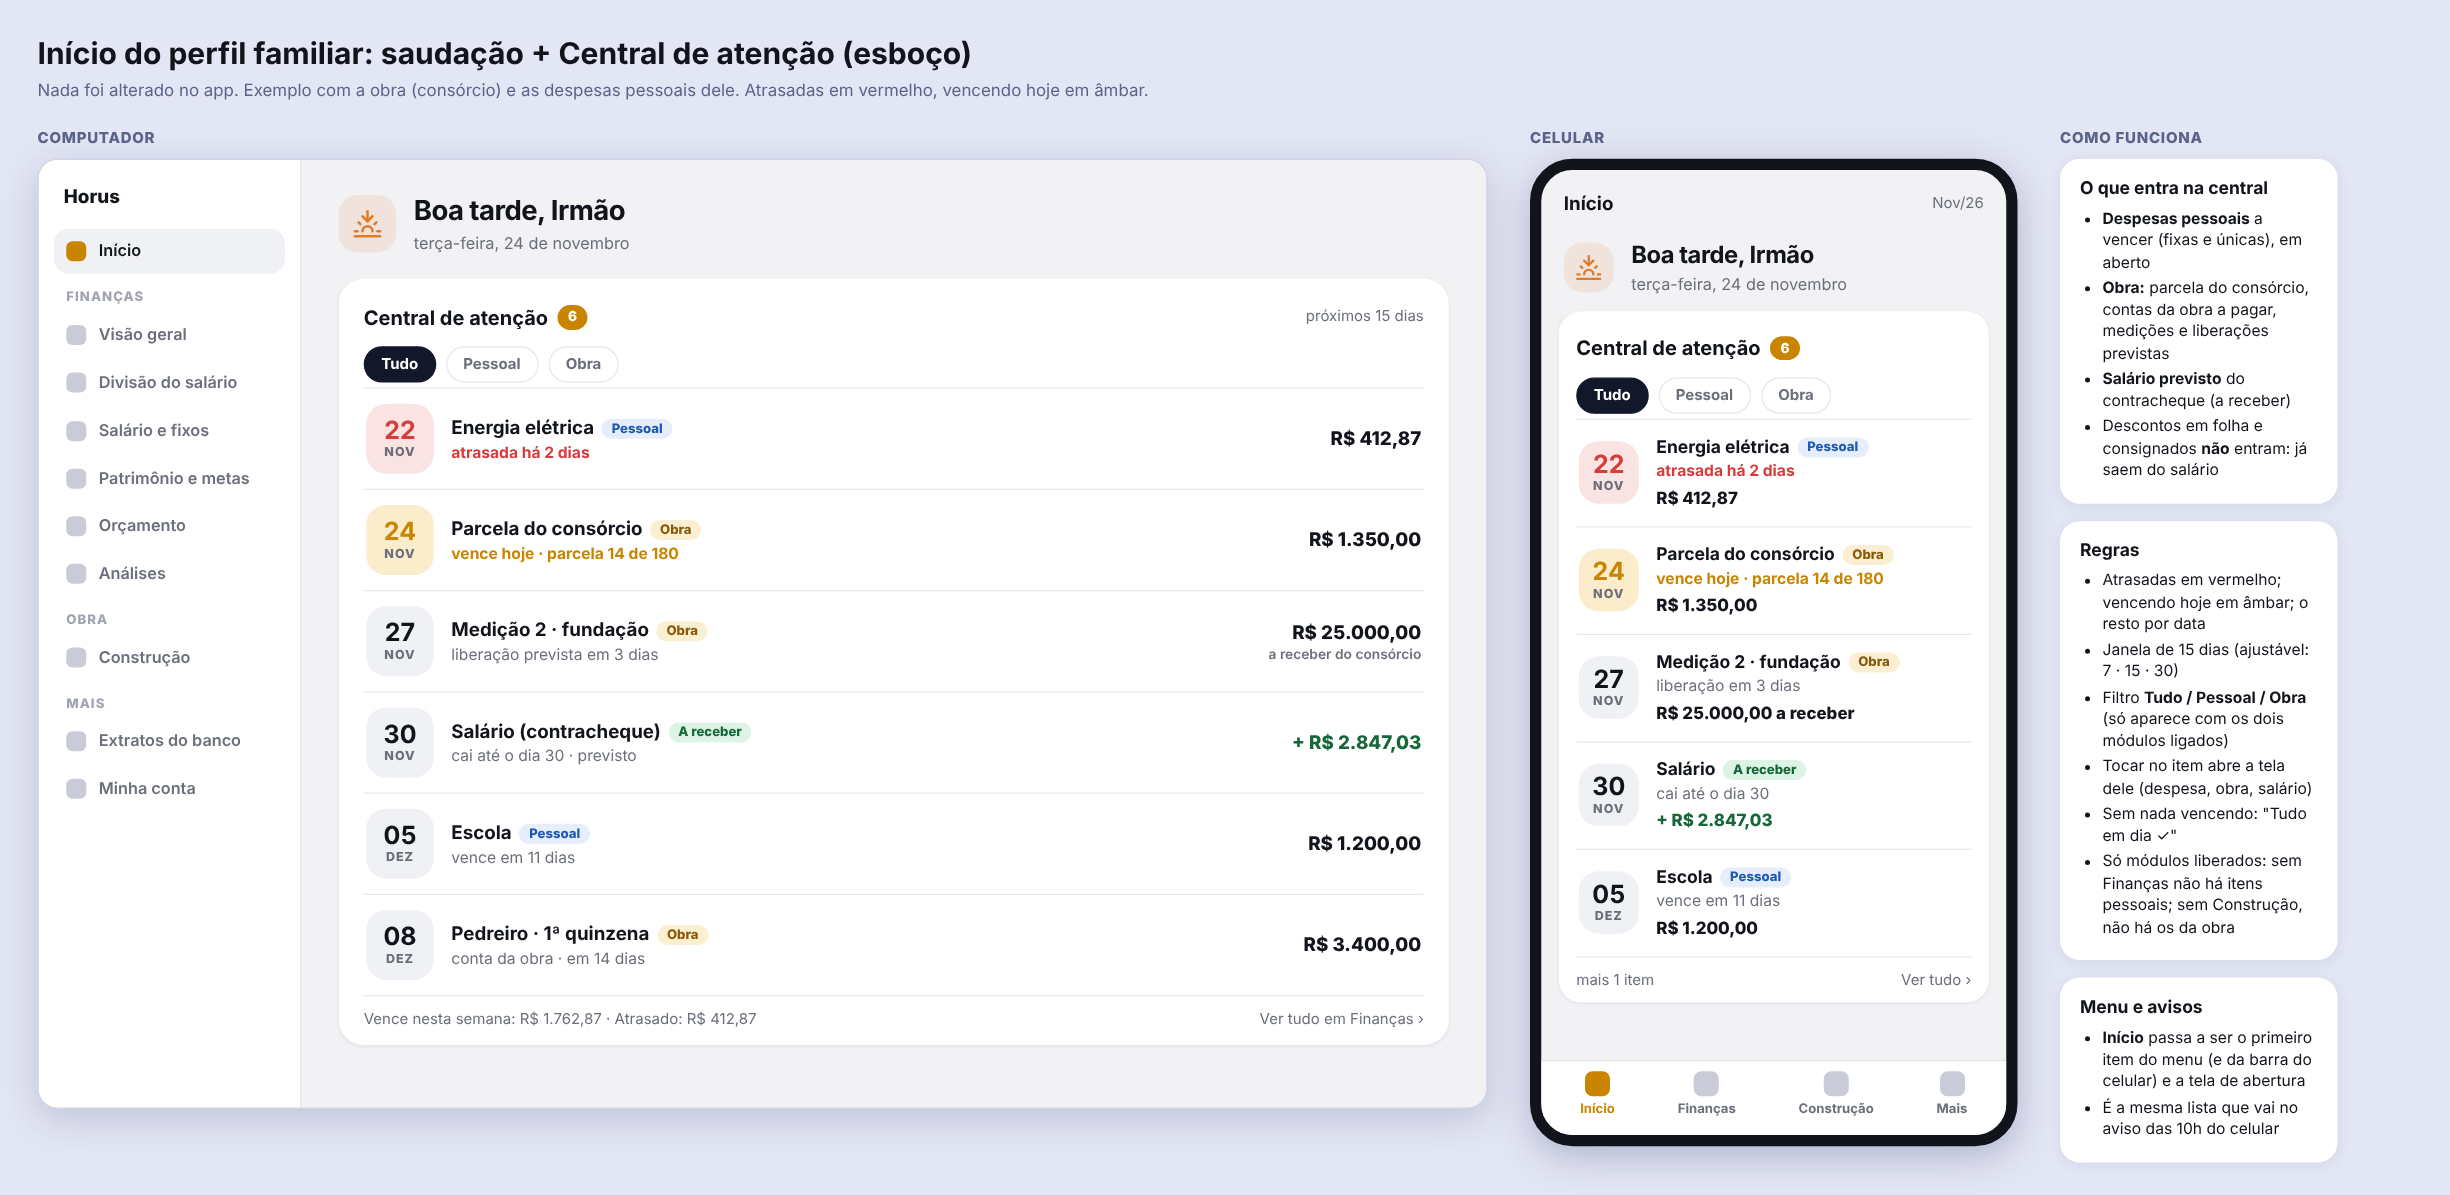 Início do perfil familiar: saudação + Central de atenção (esboço)
Nada foi alterado no app. Exemplo com a obra (consórcio) e as despesas pessoais dele. Atrasadas em vermelho, vencendo hoje em âmbar.
COMPUTADOR
Horus
Início
FINANÇAS
Visão geral
Divisão do salário
Salário e fixos
Patrimônio e metas
Orçamento
Análises
OBRA
Construção
MAIS
Extratos do banco
Minha conta
Boa tarde, Irmão
terça-feira, 24 de novembro
Central de atenção 6
próximos 15 dias
Tudo Pessoal Obra
22 NOV
Energia elétrica Pessoal
atrasada há 2 dias
R$ 412,87
24 NOV
Parcela do consórcio Obra
vence hoje · parcela 14 de 180
R$ 1.350,00
27 NOV
Medição 2 · fundação Obra
liberação prevista em 3 dias
R$ 25.000,00
a receber do consórcio
30 NOV
Salário (contracheque) A receber
cai até o dia 30 · previsto
+ R$ 2.847,03
05 DEZ
Escola Pessoal
vence em 11 dias
R$ 1.200,00
08 DEZ
Pedreiro · 1ª quinzena Obra
conta da obra · em 14 dias
R$ 3.400,00
Vence nesta semana: R$ 1.762,87 · Atrasado: R$ 412,87
Ver tudo em Finanças ›
CELULAR
Início
Nov/26
Boa tarde, Irmão
terça-feira, 24 de novembro
Central de atenção 6
Tudo Pessoal Obra
22 NOV
Energia elétrica Pessoal
atrasada há 2 dias
R$ 412,87
24 NOV
Parcela do consórcio Obra
vence hoje · parcela 14 de 180
R$ 1.350,00
27 NOV
Medição 2 · fundação Obra
liberação em 3 dias
R$ 25.000,00 a receber
30 NOV
Salário A receber
cai até o dia 30
+ R$ 2.847,03
05 DEZ
Escola Pessoal
vence em 11 dias
R$ 1.200,00
mais 1 item
Ver tudo ›
Início Finanças Construção Mais
COMO FUNCIONA
O que entra na central
• Despesas pessoais a
vencer (fixas e únicas), em
aberto
• Obra: parcela do consórcio,
contas da obra a pagar,
medições e liberações
previstas
• Salário previsto do
contracheque (a receber)
• Descontos em folha e
consignados não entram: já
saem do salário
Regras
• Atrasadas em vermelho;
vencendo hoje em âmbar; o
resto por data
• Janela de 15 dias (ajustável:
7 · 15 · 30)
• Filtro Tudo / Pessoal / Obra
(só aparece com os dois
módulos ligados)
• Tocar no item abre a tela
dele (despesa, obra, salário)
• Sem nada vencendo: "Tudo
em dia ✓"
• Só módulos liberados: sem
Finanças não há itens
pessoais; sem Construção,
não há os da obra
Menu e avisos
• Início passa a ser o primeiro
item do menu (e da barra do
celular) e a tela de abertura
• É a mesma lista que vai no
aviso das 10h do celular